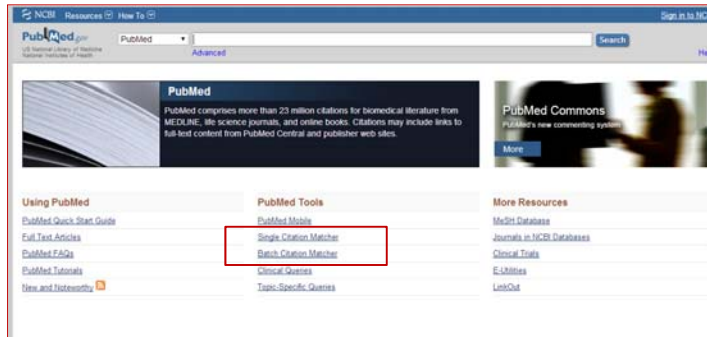 NCBI Resources How To Sign in to NC
PubMed.gov PubMed Search
US National Library of Medicine
National Institutes of Health
Advanced He
PubMed
PubMed comprises more than 23 million citations for biomedical literature from
MEDLINE, life science journals, and online books. Citations may include links to
full-text content from PubMed Central and publisher web sites.
PubMed Commons
PubMed's new commenting system
More
Using PubMed
PubMed Quick Start Guide
Full Text Articles
PubMed FAQs
PubMed Tutorials
New and Noteworthy
PubMed Tools
PubMed Mobile
Single Citation Matcher
Batch Citation Matcher
Clinical Queries
Topic-Specific Queries
More Resources
MeSH Database
Journals in NCBI Databases
Clinical Trials
E-Utilities
LinkOut